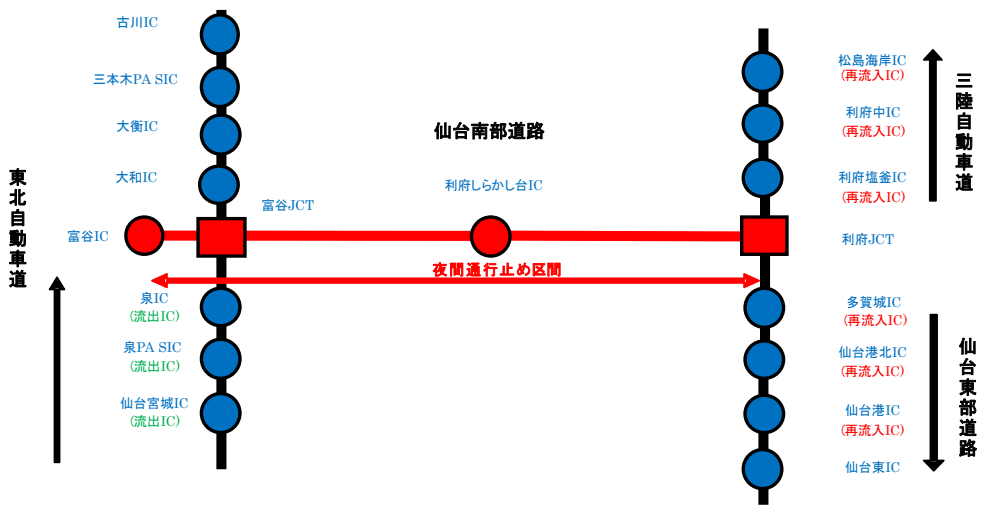 古川IC
三本木PA SIC
大衡IC
大和IC
富谷JCT
富谷IC
東北自動車道
泉IC
(流出IC)
泉PA SIC
(流出IC)
仙台宮城IC
(流出IC)
仙台南部道路
利府しらかし台IC
夜間通行止め区間
松島海岸IC
(再流入IC)
利府中IC
(再流入IC)
利府塩釜IC
(再流入IC)
利府JCT
多賀城IC
(再流入IC)
仙台港北IC
(再流入IC)
仙台港IC
(再流入IC)
仙台東IC
三陸自動車道
仙台東部道路